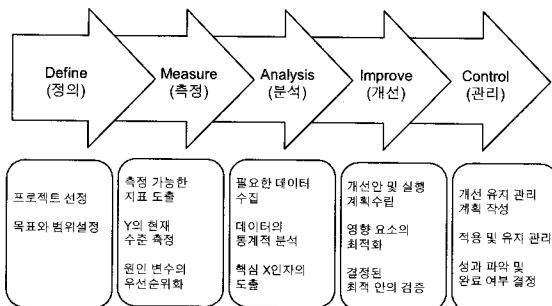 Define
(정의)
Measure
(측정)
Analysis
(분석)
Improve
(개선)
Control
(관리)
프로젝트 선정
목표와 범위설정
측정 가능한
지표 도출
Y의 현재
수준 측정
원인 변수의
우선순위화
필요한 데이터
수집
데이터의
통계적 분석
핵심 X인자의
도출
개선안 및 실행
계획수립
영향 요소의
최적화
결정된
최적 안의 검증
개선 유지 관리
계획 작성
적용 및 유지 관리
성과 파악 및
완료 여부 결정